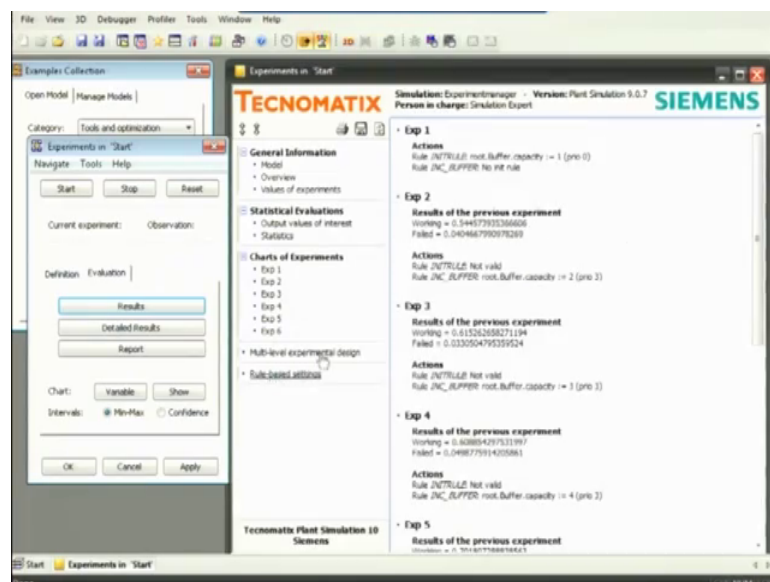 File View 3D Debugger Profiler Tools Window Help
Examples Collection
Open Model Manage Models
Category: Tools and optimization
Experiments in 'Start'
Navigate Tools Help
Start Stop Reset
Current experiment: Observation:
Definition Evaluation
Results
Detailed Results
Report
Chart: Variable Show
Intervals: Min-Max Confidence
OK Cancel Apply
Experiments in 'Start'
TECNOMATIX
Simulation: Experimentmanager - Version: Plant Simulation 9.0.7
Person in charge: Simulation Expert
SIEMENS
General Information
• Model
• Overview
• Values of experiments
Statistical Evaluations
• Output values of interest
• Statistics
Charts of Experiments
• Exp 1
• Exp 2
• Exp 3
• Exp 4
• Exp 5
• Exp 6
• Multi-level experimental design
• Rule-based settings
Tecnomatix Plant Simulation 10
Siemens
• Exp 1
Actions
Rule INITRULE: root.Buffer.capacity := 1 (prio 0)
Rule INC_BUFFER: No init rule
• Exp 2
Results of the previous experiment
Working = 0.544573935366606
Failed = 0.0404667990978269
Actions
Rule INITRULE: Not valid
Rule INC_BUFFER: root.Buffer.capacity := 2 (prio 3)
• Exp 3
Results of the previous experiment
Working = 0.615262658271194
Failed = 0.0330504795359524
Actions
Rule INITRULE: Not valid
Rule INC_BUFFER: root.Buffer.capacity := 3 (prio 3)
• Exp 4
Results of the previous experiment
Working = 0.608854297531997
Failed = 0.0498775914205861
Actions
Rule INITRULE: Not valid
Rule INC_BUFFER: root.Buffer.capacity := 4 (prio 3)
• Exp 5
Results of the previous experiment
Start Experiments in 'Start'